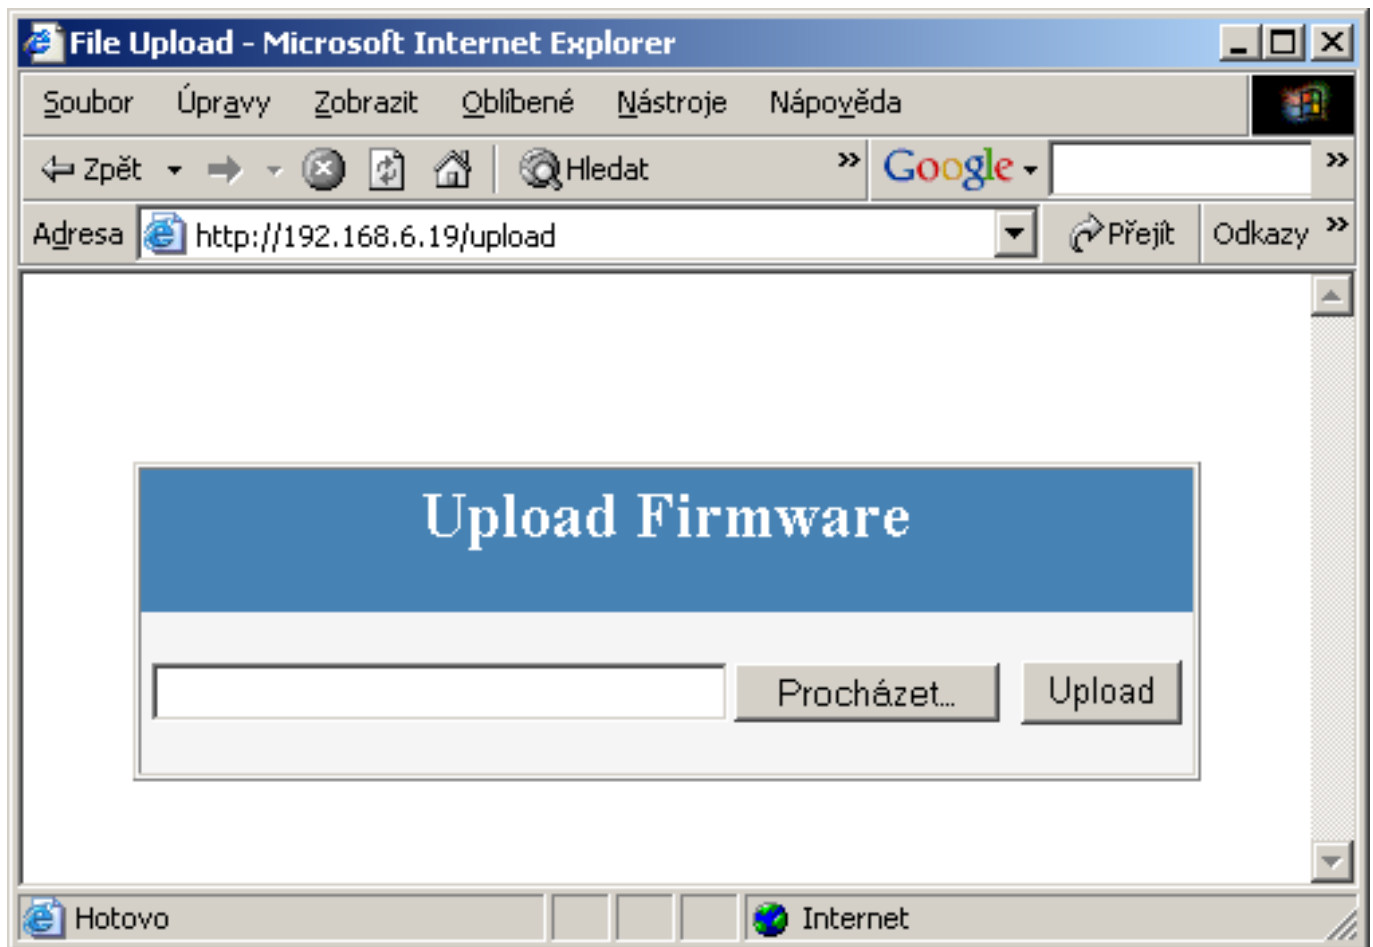 File Upload - Microsoft Internet Explorer
Soubor Úpravy Zobrazit Oblíbené Nástroje Nápověda
Zpět Hledat » Google »
Adresa http://192.168.6.19/upload Přejít Odkazy »
Upload Firmware
Procházet... Upload
Hotovo Internet